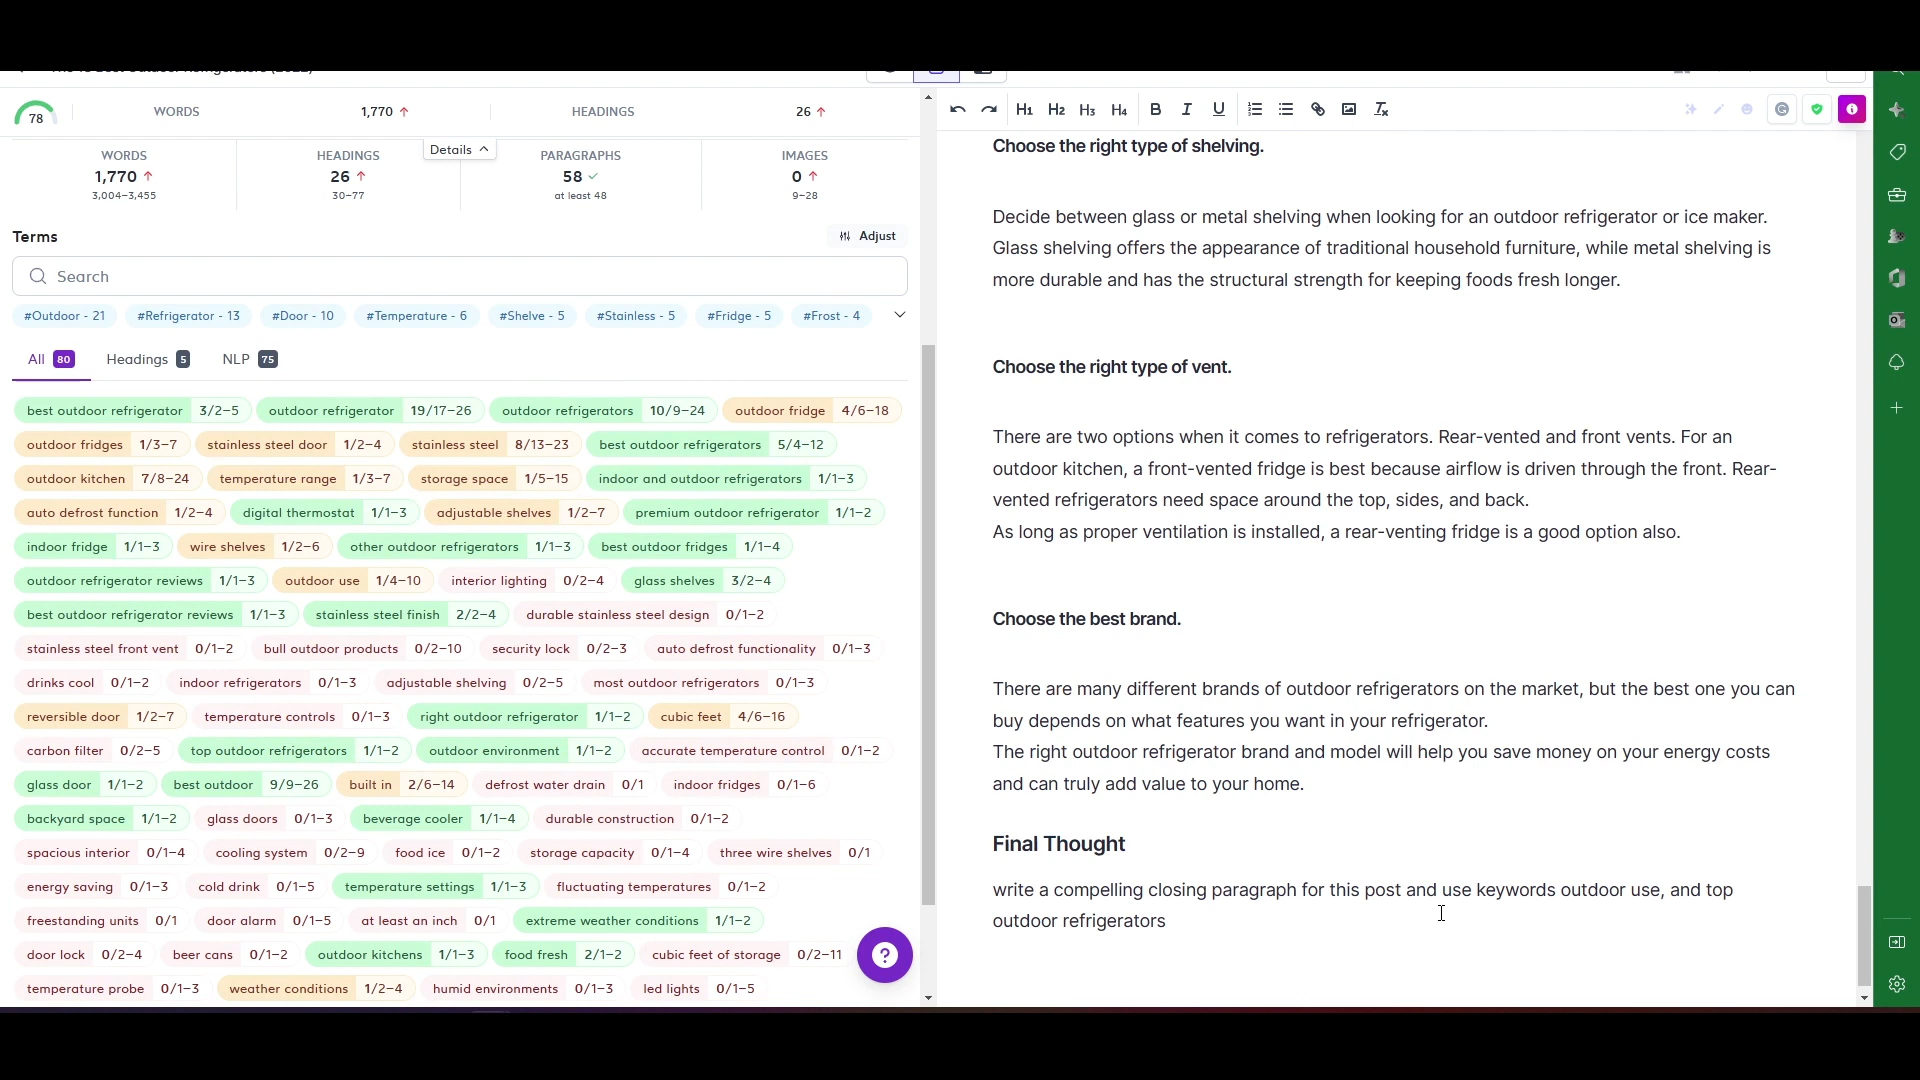 78
WORDS
1,770
HEADINGS
26
WORDS
1,770
3,004–3,455
HEADINGS
26
30–77
Details
PARAGRAPHS
58
at least 48
IMAGES
0
9–28
Terms
Adjust
Search
#Outdoor - 21 #Refrigerator - 13 #Door - 10 #Temperature - 6 #Shelve - 5 #Stainless - 5 #Fridge - 5 #Frost - 4
All 80 Headings 5 NLP 75
best outdoor refrigerator 3/2–5 outdoor refrigerator 19/17–26 outdoor refrigerators 10/9–24 outdoor fridge 4/6–18
outdoor fridges 1/3–7 stainless steel door 1/2–4 stainless steel 8/13–23 best outdoor refrigerators 5/4–12
outdoor kitchen 7/8–24 temperature range 1/3–7 storage space 1/5–15 indoor and outdoor refrigerators 1/1–3
auto defrost function 1/2–4 digital thermostat 1/1–3 adjustable shelves 1/2–7 premium outdoor refrigerator 1/1–2
indoor fridge 1/1–3 wire shelves 1/2–6 other outdoor refrigerators 1/1–3 best outdoor fridges 1/1–4
outdoor refrigerator reviews 1/1–3 outdoor use 1/4–10 interior lighting 0/2–4 glass shelves 3/2–4
best outdoor refrigerator reviews 1/1–3 stainless steel finish 2/2–4 durable stainless steel design 0/1–2
stainless steel front vent 0/1–2 bull outdoor products 0/2–10 security lock 0/2–3 auto defrost functionality 0/1–3
drinks cool 0/1–2 indoor refrigerators 0/1–3 adjustable shelving 0/2–5 most outdoor refrigerators 0/1–3
reversible door 1/2–7 temperature controls 0/1–3 right outdoor refrigerator 1/1–2 cubic feet 4/6–16
carbon filter 0/2–5 top outdoor refrigerators 1/1–2 outdoor environment 1/1–2 accurate temperature control 0/1–2
glass door 1/1–2 best outdoor 9/9–26 built in 2/6–14 defrost water drain 0/1 indoor fridges 0/1–6
backyard space 1/1–2 glass doors 0/1–3 beverage cooler 1/1–4 durable construction 0/1–2
spacious interior 0/1–4 cooling system 0/2–9 food ice 0/1–2 storage capacity 0/1–4 three wire shelves 0/1
energy saving 0/1–3 cold drink 0/1–5 temperature settings 1/1–3 fluctuating temperatures 0/1–2
freestanding units 0/1 door alarm 0/1–5 at least an inch 0/1 extreme weather conditions 1/1–2
door lock 0/2–4 beer cans 0/1–2 outdoor kitchens 1/1–3 food fresh 2/1–2 cubic feet of storage 0/2–11
temperature probe 0/1–3 weather conditions 1/2–4 humid environments 0/1–3 led lights 0/1–5
?
H1 H2 H3 H4 B I U
Choose the right type of shelving.
Decide between glass or metal shelving when looking for an outdoor refrigerator or ice maker.
Glass shelving offers the appearance of traditional household furniture, while metal shelving is
more durable and has the structural strength for keeping foods fresh longer.
Choose the right type of vent.
There are two options when it comes to refrigerators. Rear-vented and front vents. For an
outdoor kitchen, a front-vented fridge is best because airflow is driven through the front. Rear-
vented refrigerators need space around the top, sides, and back.
As long as proper ventilation is installed, a rear-venting fridge is a good option also.
Choose the best brand.
There are many different brands of outdoor refrigerators on the market, but the best one you can
buy depends on what features you want in your refrigerator.
The right outdoor refrigerator brand and model will help you save money on your energy costs
and can truly add value to your home.
Final Thought
write a compelling closing paragraph for this post and use keywords outdoor use, and top
outdoor refrigerators